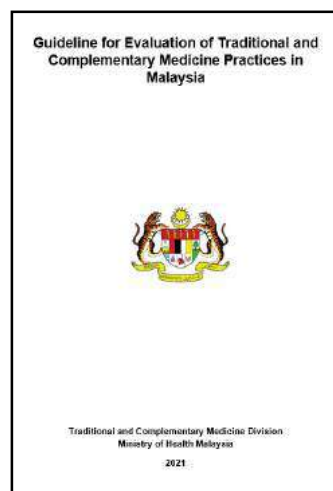 Guideline for Evaluation of Traditional and
Complementary Medicine Practices in
Malaysia
Traditional and Complementary Medicine Division
Ministry of Health Malaysia
2021